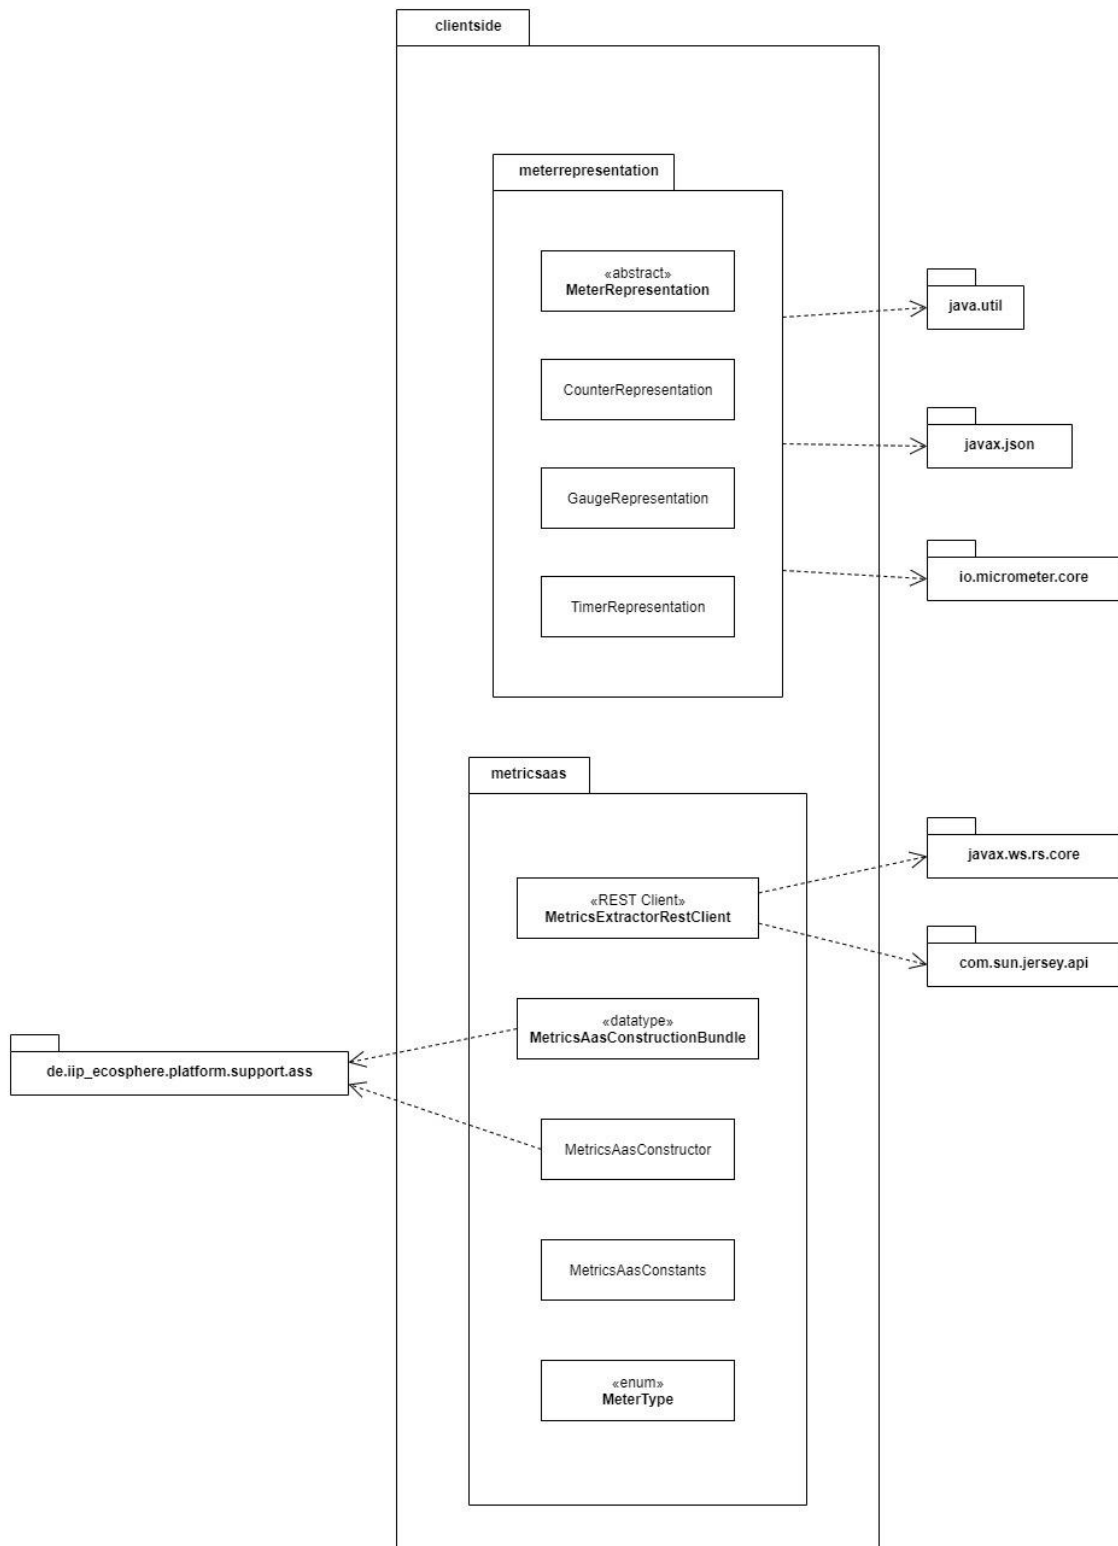 clientside
meterrepresentation
«abstract»
MeterRepresentation
java.util
CounterRepresentation
javax.json
GaugeRepresentation
io.micrometer.core
TimerRepresentation
metricsaas
javax.ws.rs.core
«REST Client»
MetricsExtractorRestClient
com.sun.jersey.api
«datatype»
MetricsAasConstructionBundle
de.iip_ecosphere.platform.support.ass
MetricsAasConstructor
MetricsAasConstants
«enum»
MeterType